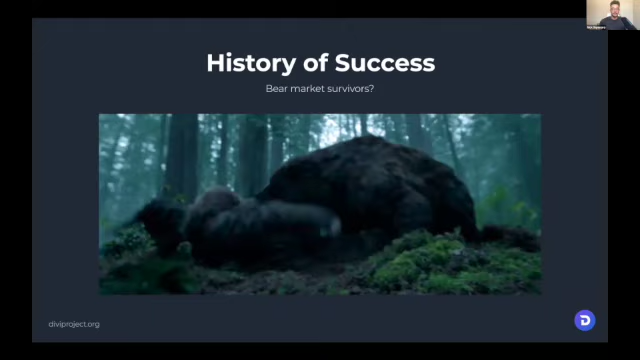 History of Success
Bear market survivors?
diviproject.org